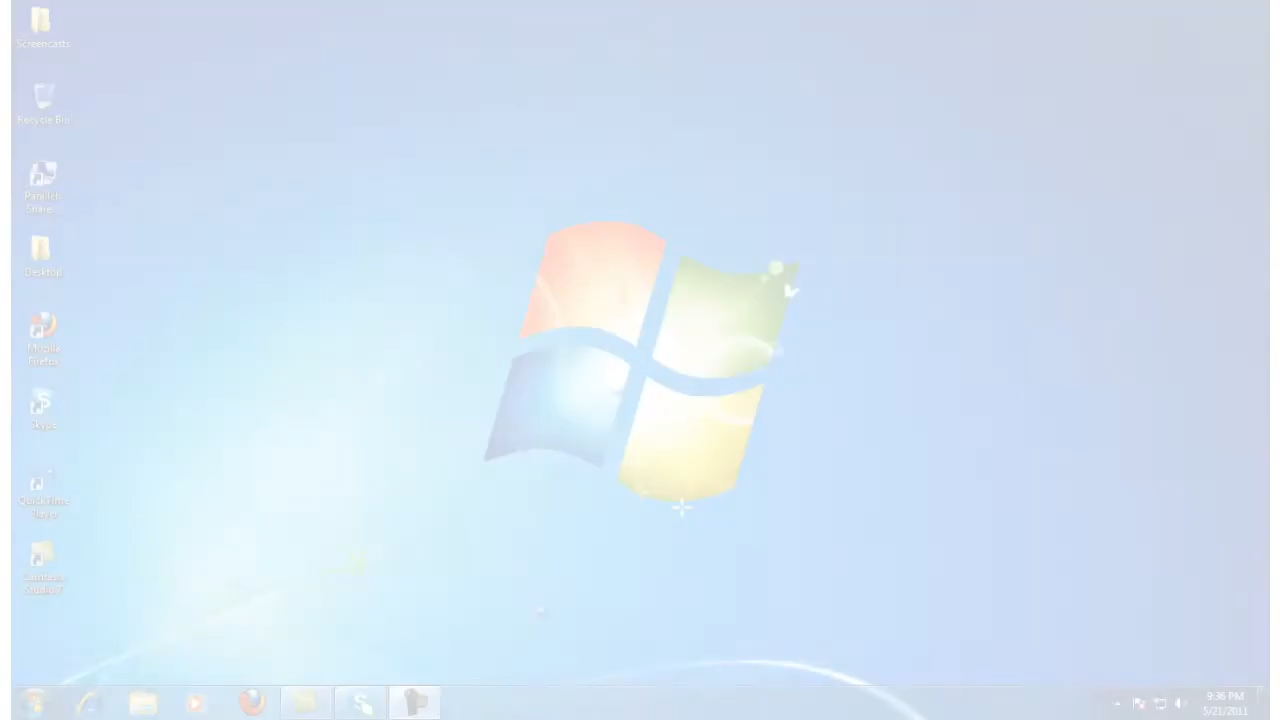 Screencasts
Recycle Bin
Parallels
Share...
Desktop
Mozilla
Firefox
Skype
QuickTime
Player
Camtasia
Studio 7
9:36 PM
5/21/2011